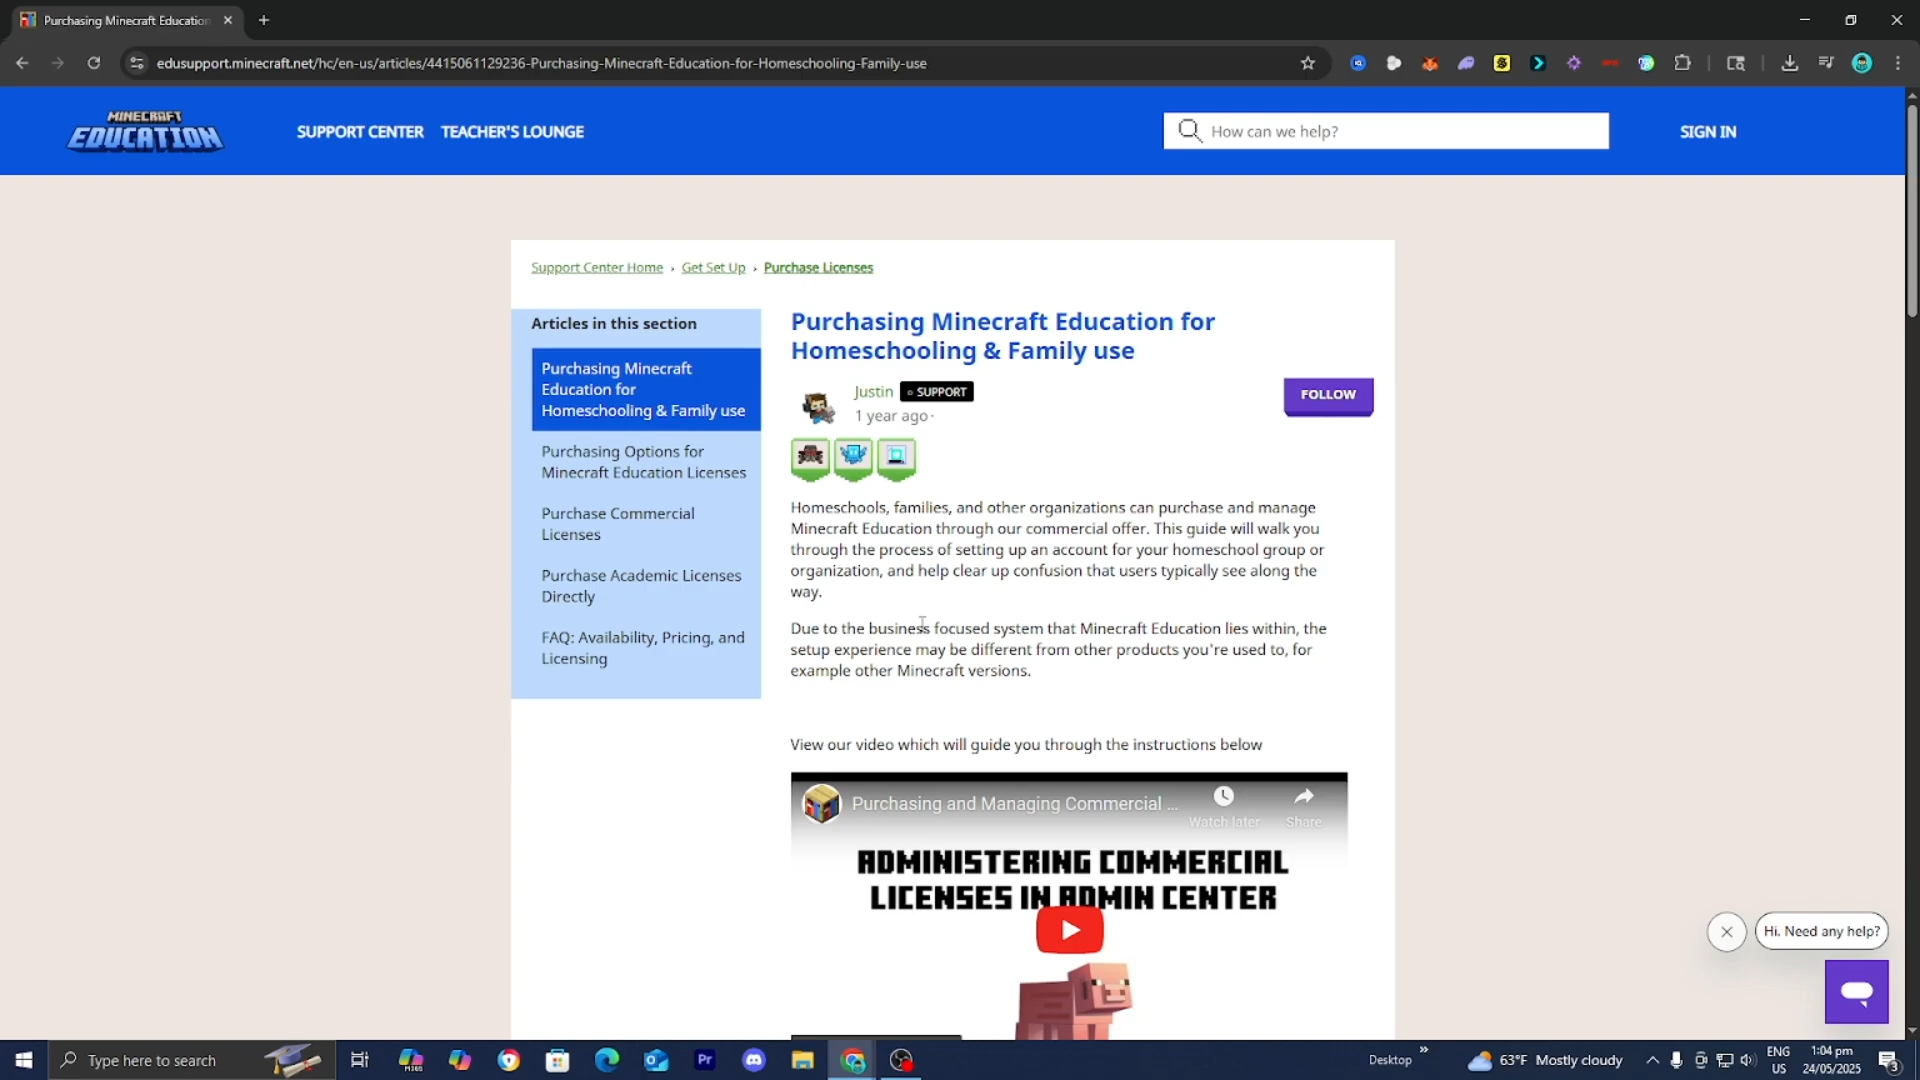 Purchasing Minecraft Education
edusupport.minecraft.net/hc/en-us/articles/4415061129236-Purchasing-Minecraft-Education-for-Homeschooling-Family-use
MINECRAFT
EDUCATION
SUPPORT CENTER
TEACHER'S LOUNGE
How can we help?
SIGN IN
Support Center Home › Get Set Up › Purchase Licenses
Articles in this section
Purchasing Minecraft
Education for
Homeschooling & Family use
Purchasing Options for
Minecraft Education Licenses
Purchase Commercial
Licenses
Purchase Academic Licenses
Directly
FAQ: Availability, Pricing, and
Licensing
Purchasing Minecraft Education for
Homeschooling & Family use
Justin SUPPORT
1 year ago·
FOLLOW
Homeschools, families, and other organizations can purchase and manage
Minecraft Education through our commercial offer. This guide will walk you
through the process of setting up an account for your homeschool group or
organization, and help clear up confusion that users typically see along the
way.
Due to the business focused system that Minecraft Education lies within, the
setup experience may be different from other products you're used to, for
example other Minecraft versions.
View our video which will guide you through the instructions below
Purchasing and Managing Commercial ...
Watch later
Share
ADMINISTERING COMMERCIAL
LICENSES IN ADMIN CENTER
Hi. Need any help?
Type here to search
M365
Pr
Desktop
63°F Mostly cloudy
ENG
US
1:04 pm
24/05/2025
3